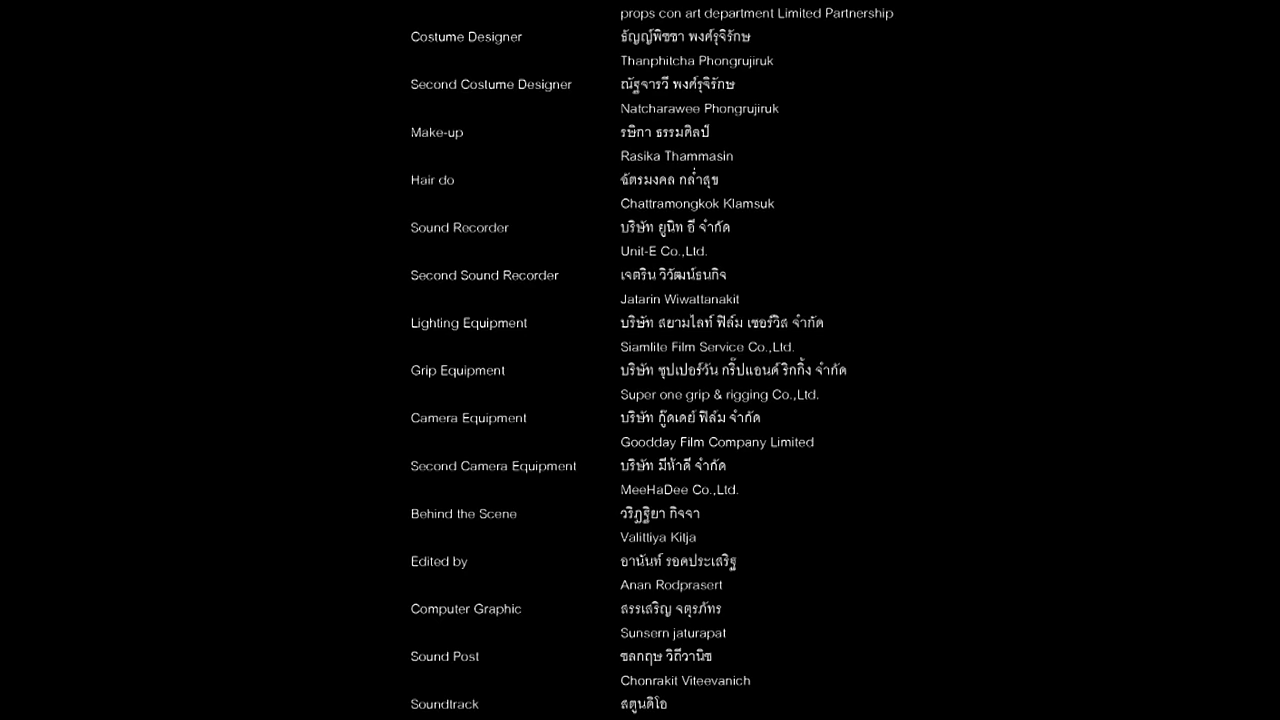 props con art department Limited Partnership
Costume Designer ธัญญ์พิชชา พงศ์รุจิรักษ
Thanphitcha Phongrujiruk
Second Costume Designer ณัฐจารวี พงศ์รุจิรักษ
Natcharawee Phongrujiruk
Make-up รษิกา ธรรมศิลป์
Rasika Thammasin
Hair do ฉัตรมงคล กล่ำสุข
Chattramongkok Klamsuk
Sound Recorder บริษัท ยูนิท อี จำกัด
Unit-E Co.,Ltd.
Second Sound Recorder เจตริน วิวัฒน์ธนกิจ
Jatarin Wiwattanakit
Lighting Equipment บริษัท สยามไลท์ ฟิล์ม เซอร์วิส จำกัด
Siamlite Film Service Co.,Ltd.
Grip Equipment บริษัท ซุปเปอร์วัน กริ๊ปแอนด์ ริกกิ้ง จำกัด
Super one grip & rigging Co.,Ltd.
Camera Equipment บริษัท กู๊ดเดย์ ฟิล์ม จำกัด
Goodday Film Company Limited
Second Camera Equipment บริษัท มีห้าดี จำกัด
MeeHaDee Co.,Ltd.
Behind the Scene วริฏฐิยา กิจจา
Valittiya Kitja
Edited by อานันท์ รอดประเสริฐ
Anan Rodprasert
Computer Graphic สรรเสริญ จตุรภัทร
Sunsern jaturapat
Sound Post ชลกฤษ วิถีวานิช
Chonrakit Viteevanich
Soundtrack สตูนดิโอ